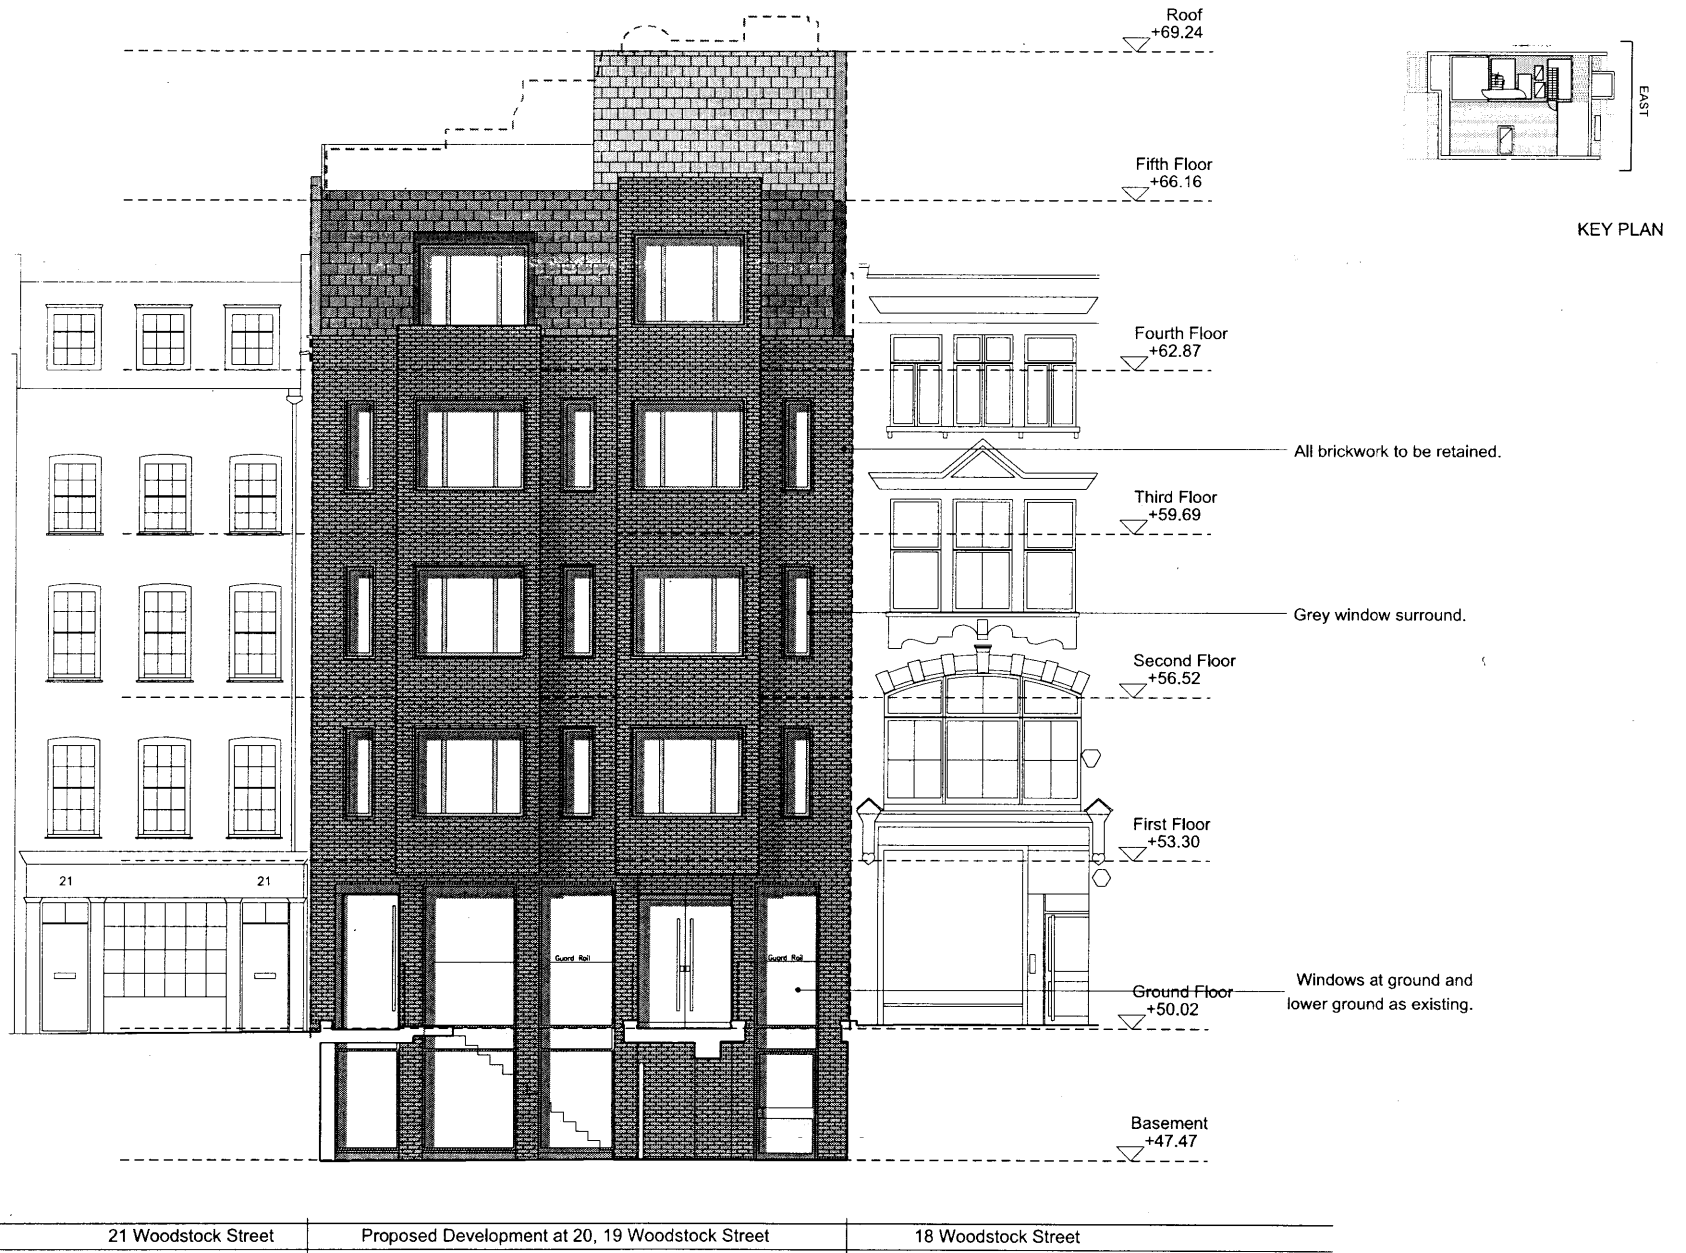 Roof
+69.24
EAST
Fifth Floor
+66.16
KEY PLAN
Fourth Floor
+62.87
All brickwork to be retained.
Third Floor
+59.69
Grey window surround.
Second Floor
+56.52
First Floor
+53.30
21
21
Guard Rail
Guard Rail
Windows at ground and
lower ground as existing.
Ground Floor
+50.02
Basement
+47.47
21 Woodstock Street
Proposed Development at 20, 19 Woodstock Street
18 Woodstock Street